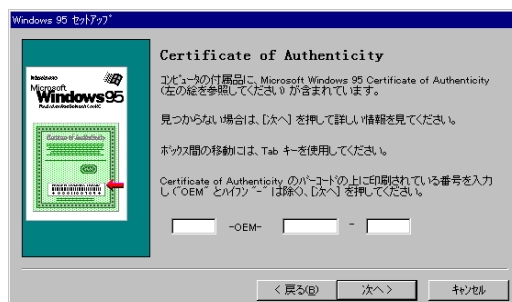 Windows 95 ｾｯﾄｱｯﾌﾟ
Certificate of Authenticity
ｺﾝﾋﾟｭｰﾀの付属品に、Microsoft Windows 95 Certificate of Authenticity
(左の絵を参照してください) が含まれています。
見つからない場合は、[次へ] を押して詳しい情報を見てください。
ﾎﾞｯｸｽ間の移動には、Tab キーを使用してください。
Certificate of Authenticity のﾊﾞｰｺｰﾄﾞの上に印刷されている番号を入力
し ("OEM" とﾊｲﾌﾝ "-" は除く)、[次へ] を押してください。
-OEM-
-
Microsoft
Windows95
< 戻る(B)
次へ >
ｷｬﾝｾﾙ